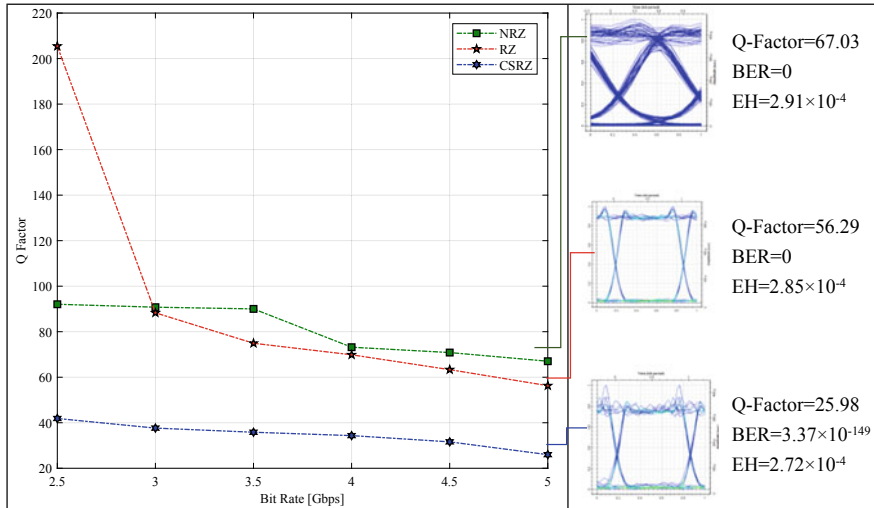 220
200
180
160
140
120
100
80
60
40
20
Q Factor
2.5
3
3.5
4
4.5
5
Bit Rate [Gbps]
NRZ
RZ
CSRZ
Q-Factor=67.03
BER=0
EH=2.91×10⁻⁴
Q-Factor=56.29
BER=0
EH=2.85×10⁻⁴
Q-Factor=25.98
BER=3.37×10⁻¹⁴⁹
EH=2.72×10⁻⁴